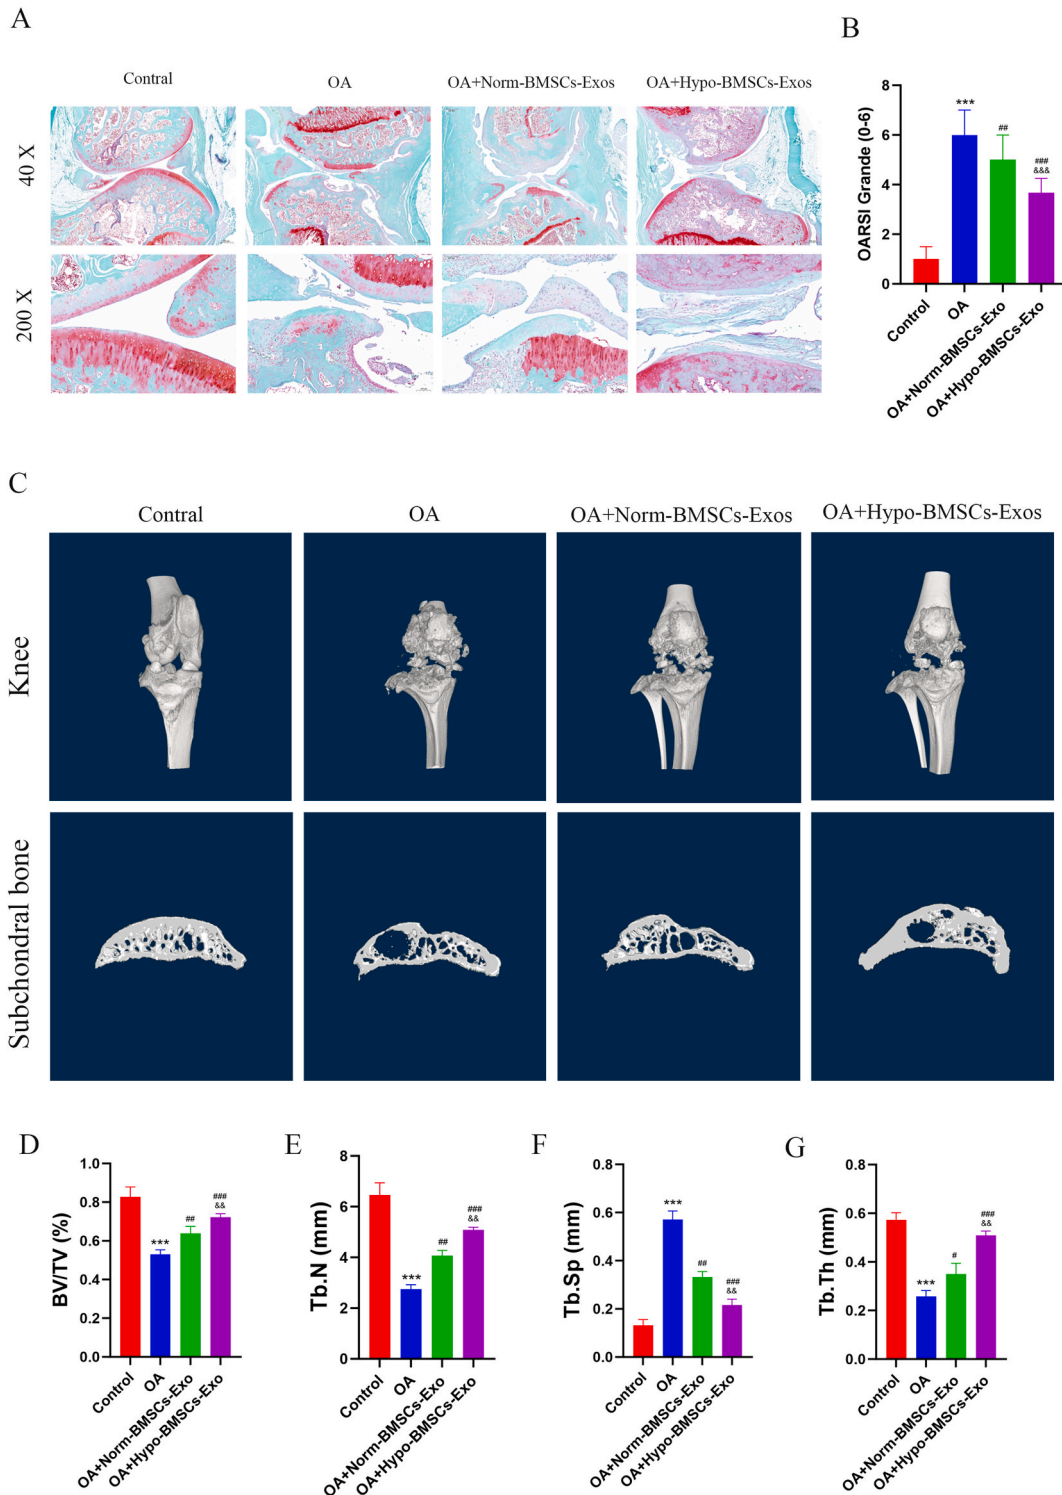 A
Contral
OA
OA+Norm-BMSCs-Exos
OA+Hypo-BMSCs-Exos
40 X
200 X
B
OARSI Grande (0-6)
8
6
4
2
0
***
##
###
&&&
Control
OA
OA+Norm-BMSCs-Exo
OA+Hypo-BMSCs-Exo
C
Contral
OA
OA+Norm-BMSCs-Exos
OA+Hypo-BMSCs-Exos
Knee
Subchondral bone
D
BV/TV (%)
1.0
0.8
0.6
0.4
0.2
0.0
***
##
###
&&
Control
OA
OA+Norm-BMSCs-Exo
OA+Hypo-BMSCs-Exo
E
Tb.N (mm)
8
6
4
2
0
***
##
###
&&
Control
OA
OA+Norm-BMSCs-Exo
OA+Hypo-BMSCs-Exo
F
Tb.Sp (mm)
0.8
0.6
0.4
0.2
0.0
***
##
###
&&
Control
OA
OA+Norm-BMSCs-Exo
OA+Hypo-BMSCs-Exo
G
Tb.Th (mm)
0.8
0.6
0.4
0.2
0.0
***
#
###
&&
Control
OA
OA+Norm-BMSCs-Exo
OA+Hypo-BMSCs-Exo